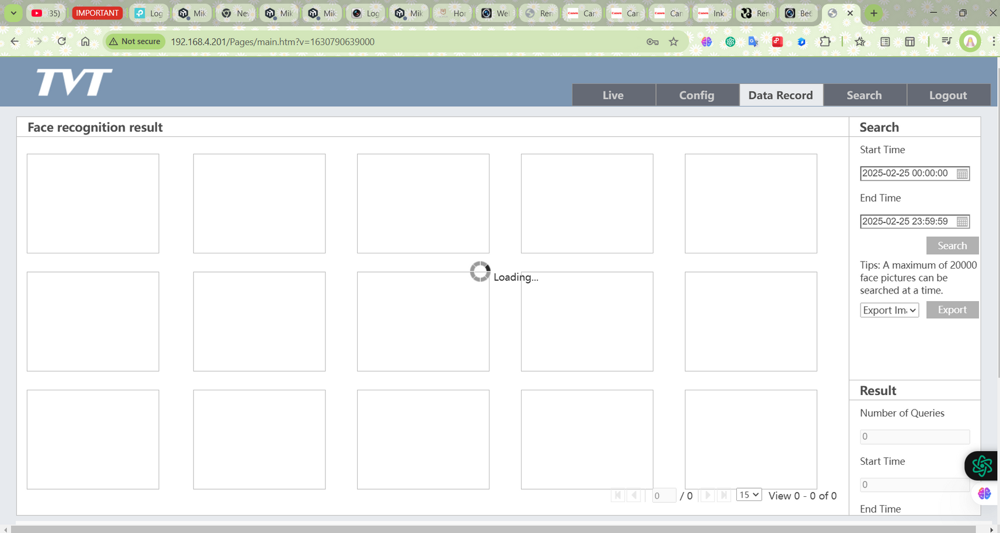 35)
IMPORTANT
Log
Mik
Nev
Mik
Mik
Log
Mik
Hor
Wel
Ren
Car
Car
Car
Ink
Ren
Be6
Not secure
192.168.4.201/Pages/main.htm?v=1630790639000
TVT
Live
Config
Data Record
Search
Logout
Face recognition result
Loading...
0 / 0
15
View 0 - 0 of 0
Search
Start Time
2025-02-25 00:00:00
End Time
2025-02-25 23:59:59
Search
Tips: A maximum of 20000
face pictures can be
searched at a time.
Export Im
Export
Result
Number of Queries
0
Start Time
0
End Time